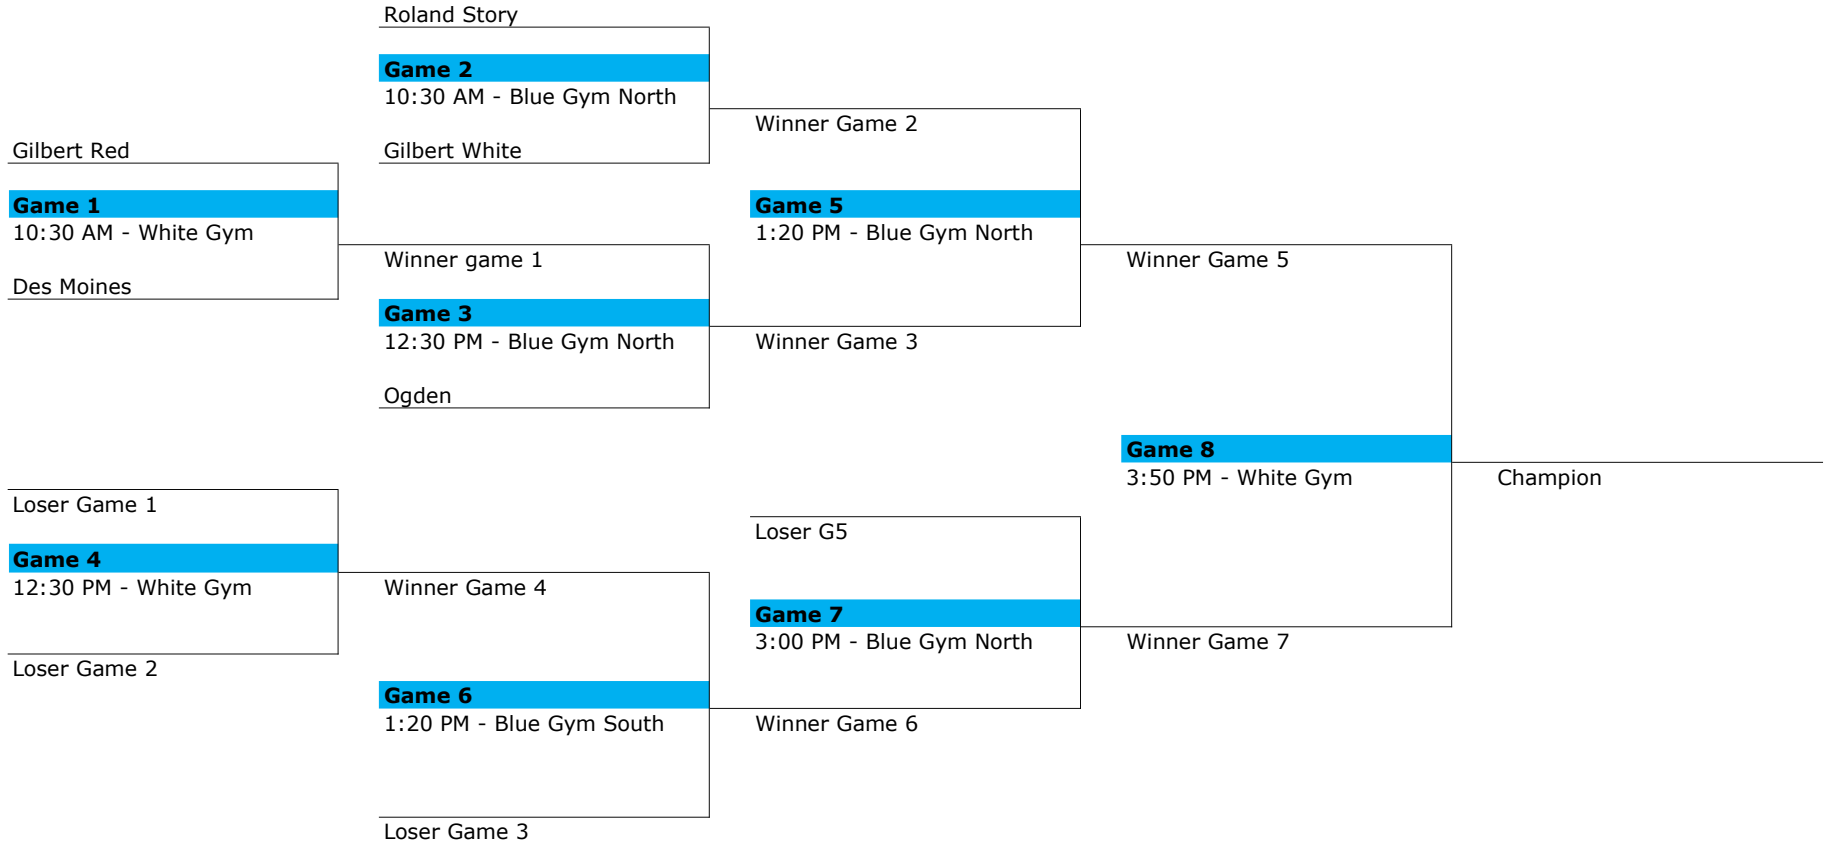 Roland Story
Game 2
10:30 AM - Blue Gym North
Winner Game 2
Gilbert Red
Gilbert White
Game 1
Game 5
10:30 AM - White Gym
1:20 PM - Blue Gym North
Winner game 1
Winner Game 5
Des Moines
Game 3
12:30 PM - Blue Gym North
Winner Game 3
Ogden
Game 8
3:50 PM - White Gym
Champion
Loser Game 1
Loser G5
Game 4
12:30 PM - White Gym
Winner Game 4
Game 7
3:00 PM - Blue Gym North
Winner Game 7
Loser Game 2
Game 6
1:20 PM - Blue Gym South
Winner Game 6
Loser Game 3